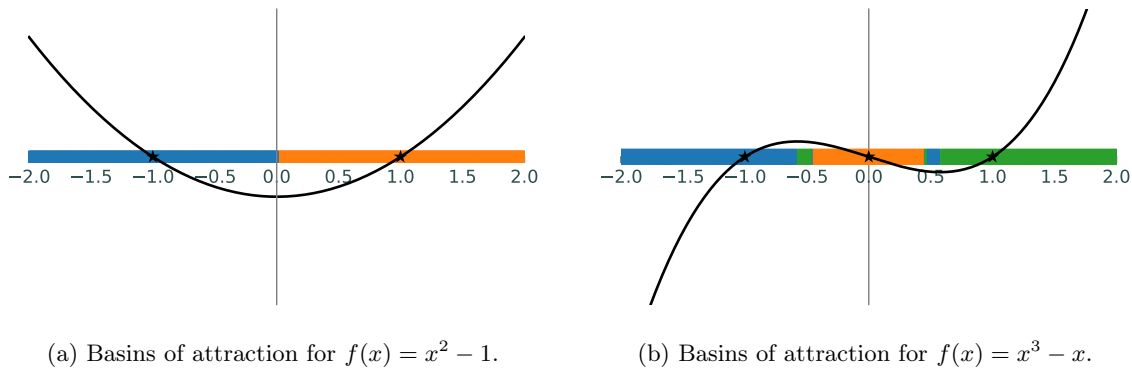 −2.0 −1.5 −1.0 −0.5 0.0 0.5 1.0 1.5 2.0
−2.0 −1.5 −1.0 −0.5 0.0 0.5 1.0 1.5 2.0
(a) Basins of attraction for f(x) = x² − 1.
(b) Basins of attraction for f(x) = x³ − x.